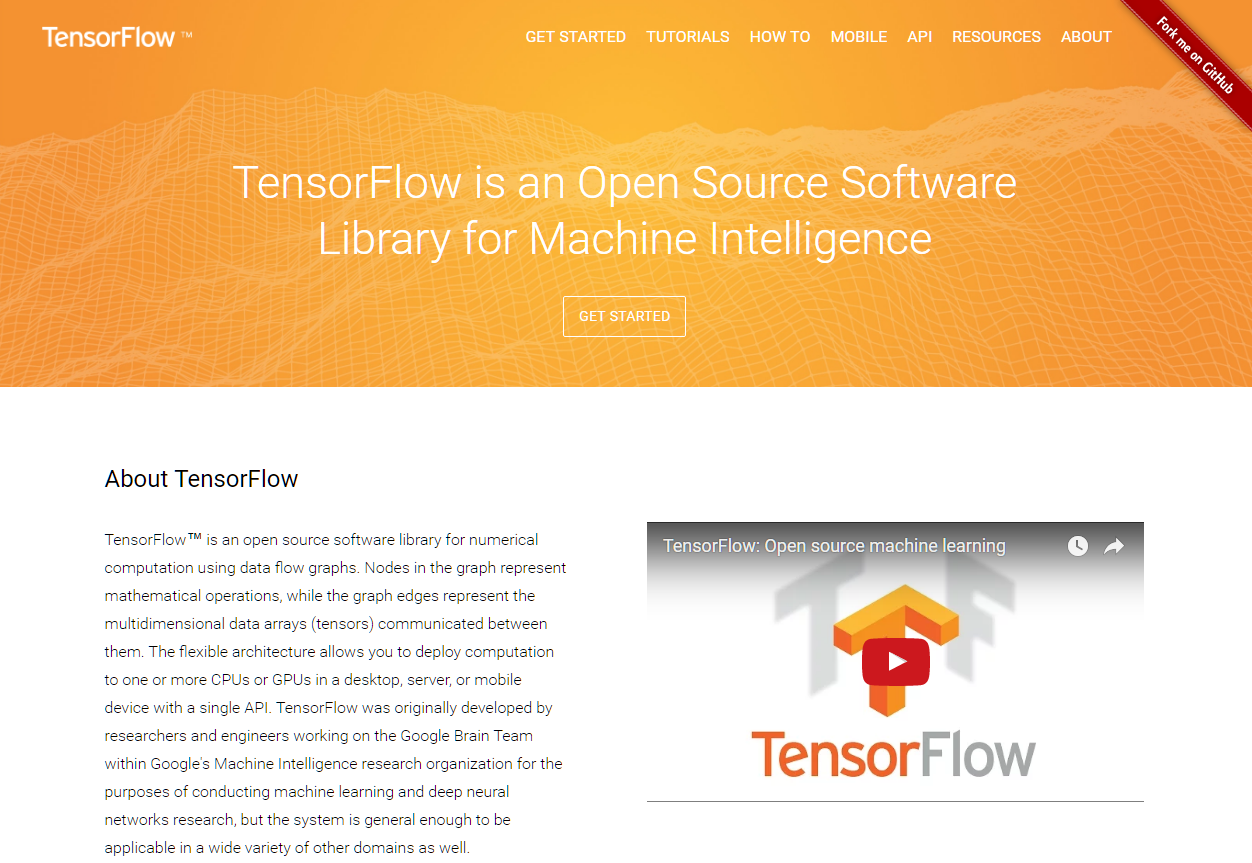 TensorFlow ™
GET STARTED TUTORIALS HOW TO MOBILE API RESOURCES ABOUT
Fork me on GitHub
TensorFlow is an Open Source Software
Library for Machine Intelligence
GET STARTED
About TensorFlow
TensorFlow™ is an open source software library for numerical
computation using data flow graphs. Nodes in the graph represent
mathematical operations, while the graph edges represent the
multidimensional data arrays (tensors) communicated between
them. The flexible architecture allows you to deploy computation
to one or more CPUs or GPUs in a desktop, server, or mobile
device with a single API. TensorFlow was originally developed by
researchers and engineers working on the Google Brain Team
within Google's Machine Intelligence research organization for the
purposes of conducting machine learning and deep neural
networks research, but the system is general enough to be
applicable in a wide variety of other domains as well.
TensorFlow: Open source machine learning
TensorFlow